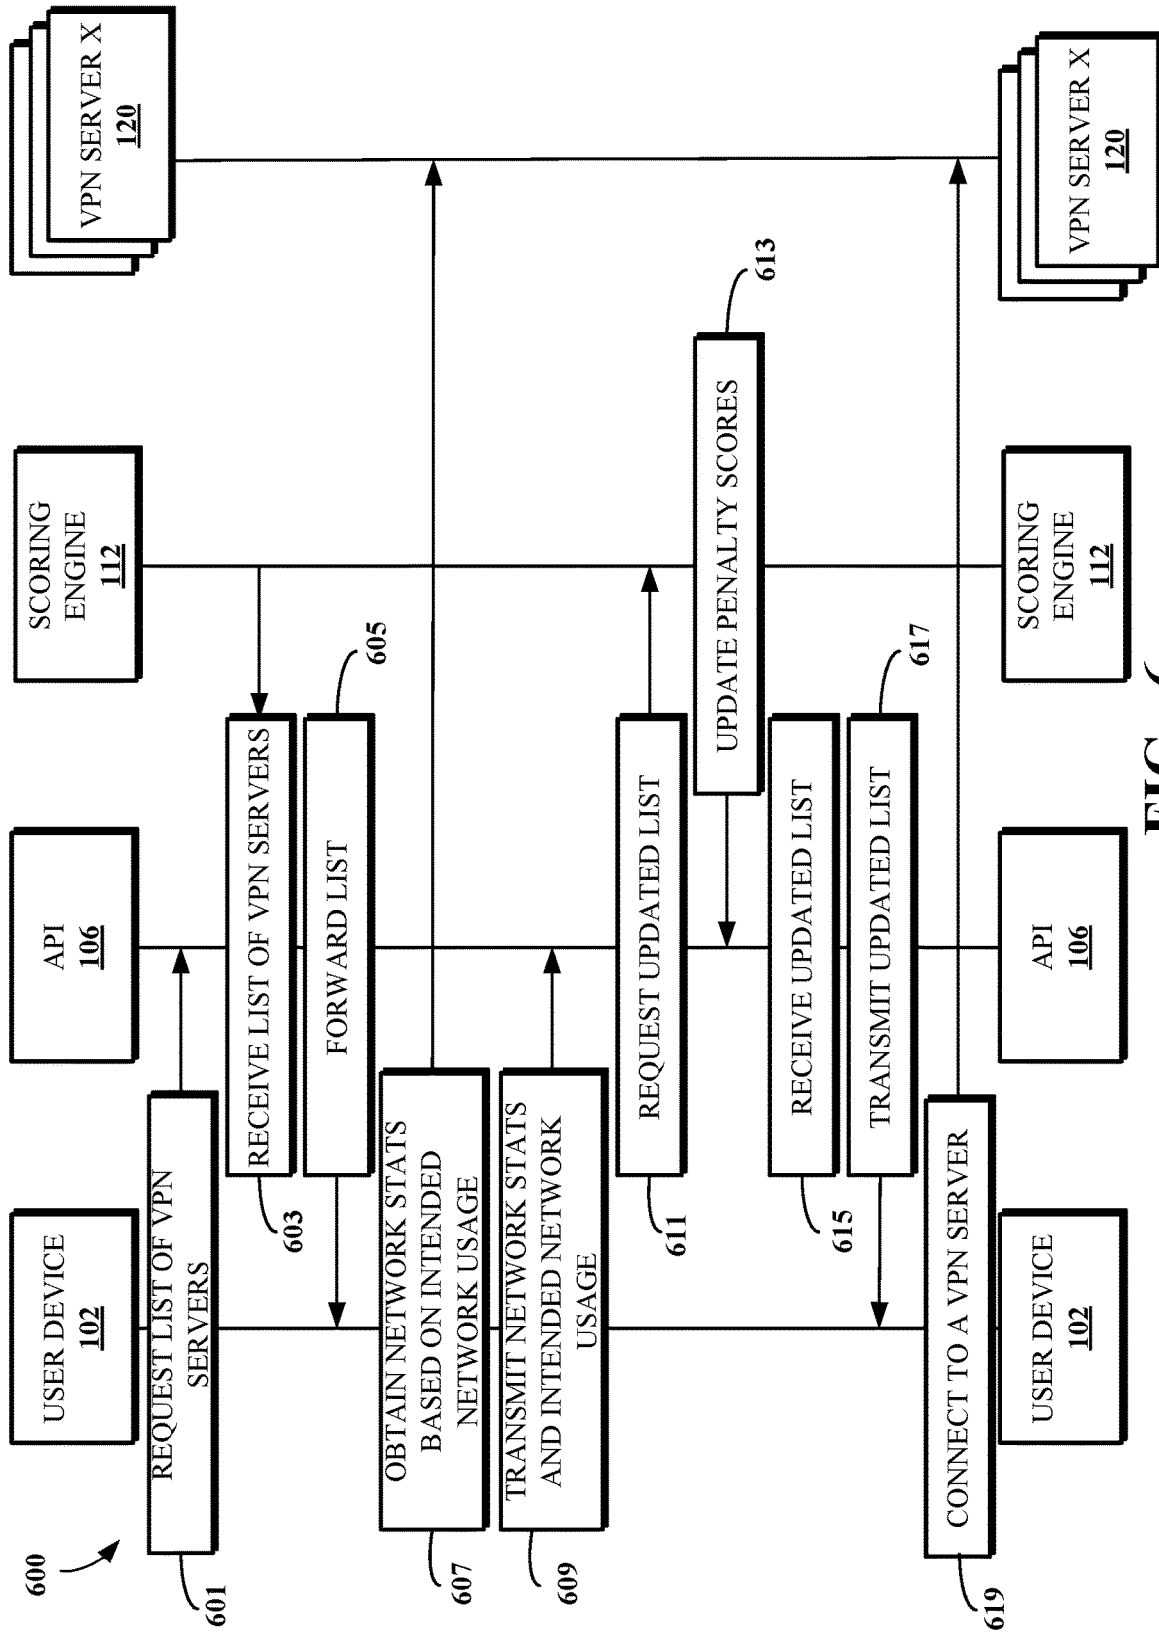 600
USER DEVICE
102
API
106
SCORING
ENGINE
112
VPN SERVER X
120
601
REQUEST LIST OF VPN
SERVERS
603
RECEIVE LIST OF VPN SERVERS
605
FORWARD LIST
607
OBTAIN NETWORK STATS
BASED ON INTENDED
NETWORK USAGE
609
TRANSMIT NETWORK STATS
AND INTENDED NETWORK
USAGE
611
REQUEST UPDATED LIST
613
UPDATE PENALTY SCORES
615
RECEIVE UPDATED LIST
617
TRANSMIT UPDATED LIST
619
CONNECT TO A VPN SERVER
USER DEVICE
102
API
106
SCORING
ENGINE
112
VPN SERVER X
120
FIG.